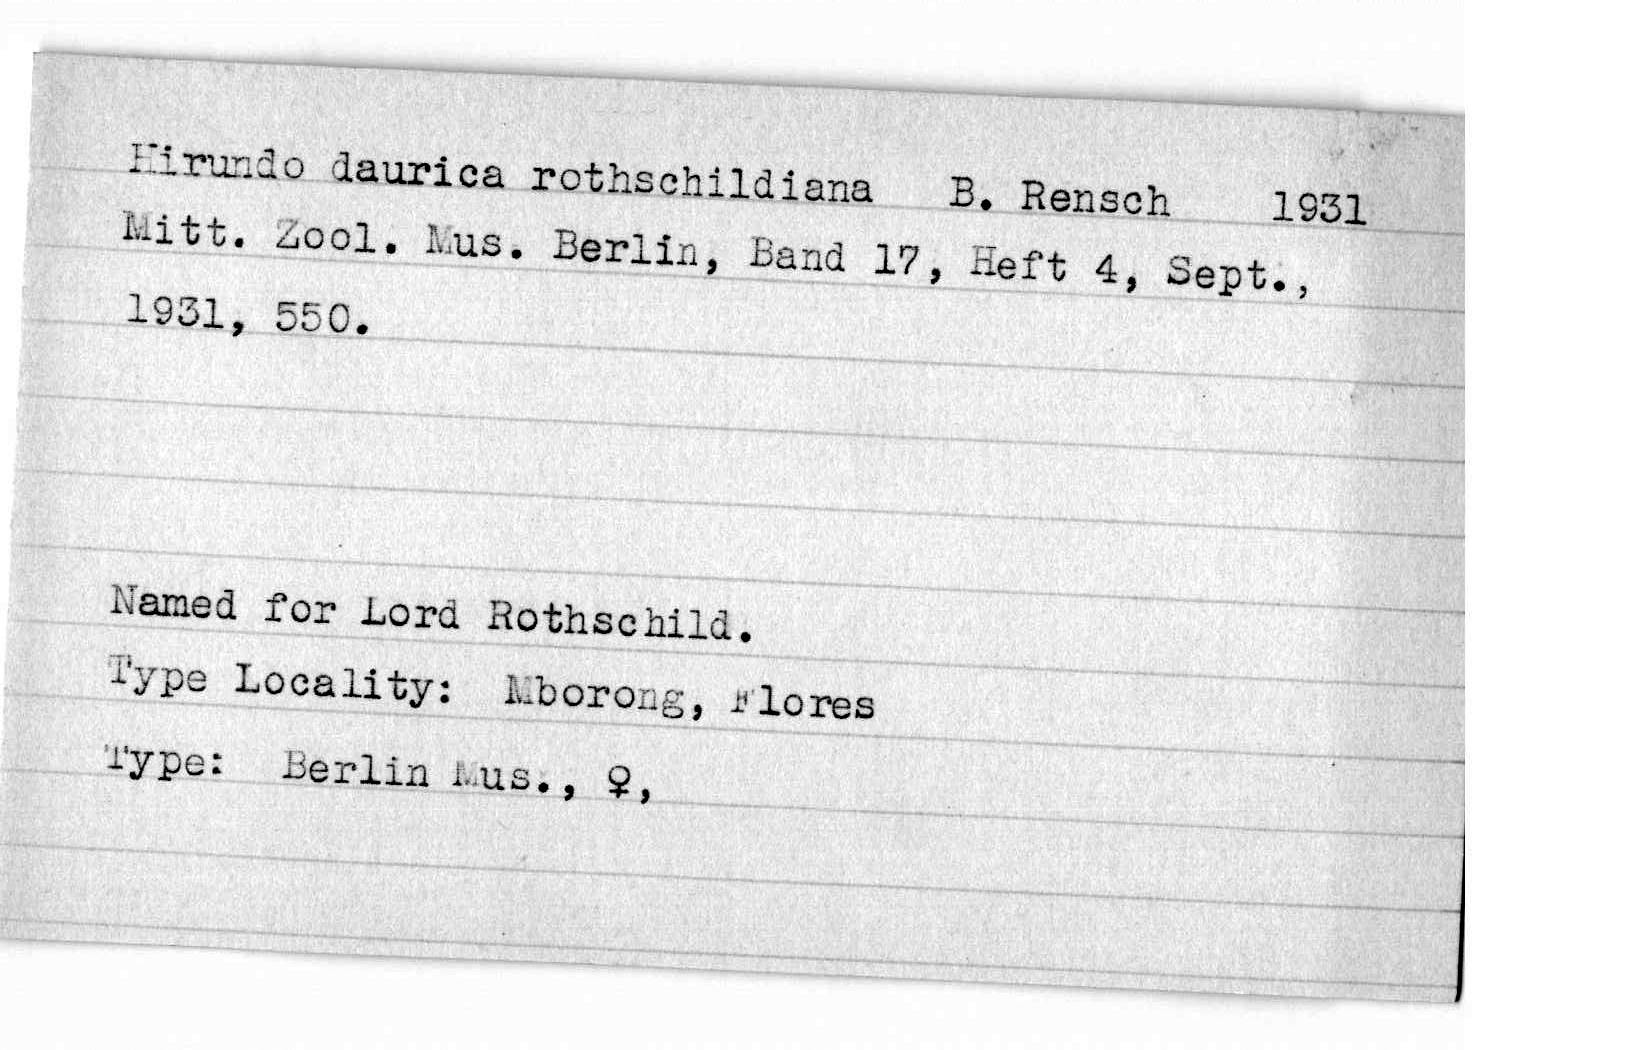 Hirundo daurica rothschildiana B. Rensch 1931
Mitt. Zool. Mus. Berlin, Band 17, Heft 4, Sept.,
1931, 550.
Named for Lord Rothschild.
Type Locality: Mborong, Flores
Type: Berlin Mus., ♀,